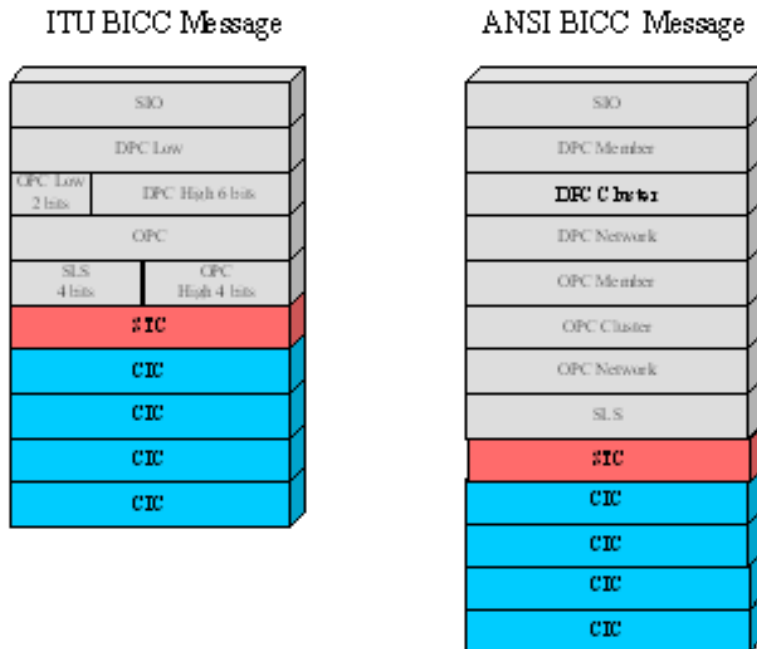 ITU BICC Message
SIO
DPC Low
OPC Low
2 bits
DPC High 6 bits
OPC
SLS
4 bits
OPC
High 4 bits
STC
CIC
CIC
CIC
CIC
ANSI BICC Message
SIO
DPC Member
DPC Cluster
DPC Network
OPC Member
OPC Cluster
OPC Network
SLS
STC
CIC
CIC
CIC
CIC